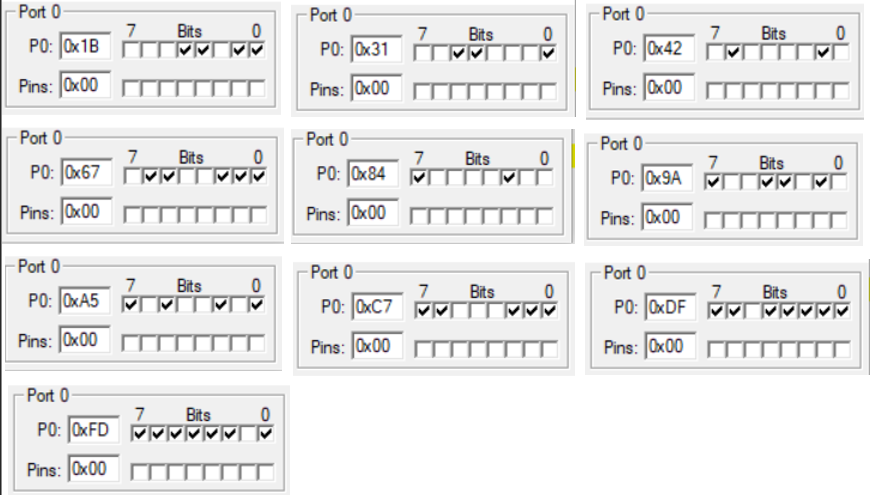 Port 0
7 Bits 0
P0: 0x1B
Pins: 0x00
Port 0
7 Bits 0
P0: 0x31
Pins: 0x00
Port 0
7 Bits 0
P0: 0x42
Pins: 0x00
Port 0
7 Bits 0
P0: 0x67
Pins: 0x00
Port 0
7 Bits 0
P0: 0x84
Pins: 0x00
Port 0
7 Bits 0
P0: 0x9A
Pins: 0x00
Port 0
7 Bits 0
P0: 0xA5
Pins: 0x00
Port 0
7 Bits 0
P0: 0xC7
Pins: 0x00
Port 0
7 Bits 0
P0: 0xDF
Pins: 0x00
Port 0
7 Bits 0
P0: 0xFD
Pins: 0x00